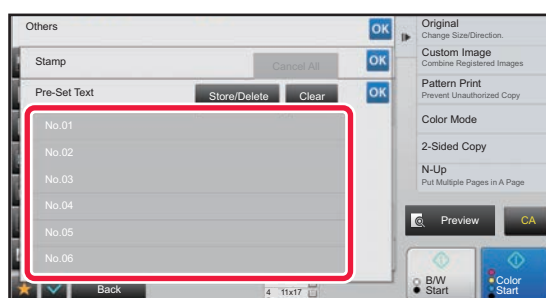 Others
OK
Stamp
Cancel All
OK
Pre-Set Text
Store/Delete
Clear
OK
No.01
No.02
No.03
No.04
No.05
No.06
Back
4 11x17
Original
Change Size/Direction.
Custom Image
Combine Registered Images
Pattern Print
Prevent Unauthorized Copy
Color Mode
2-Sided Copy
N-Up
Put Multiple Pages in A Page
Preview
CA
B/W
Start
Color
Start